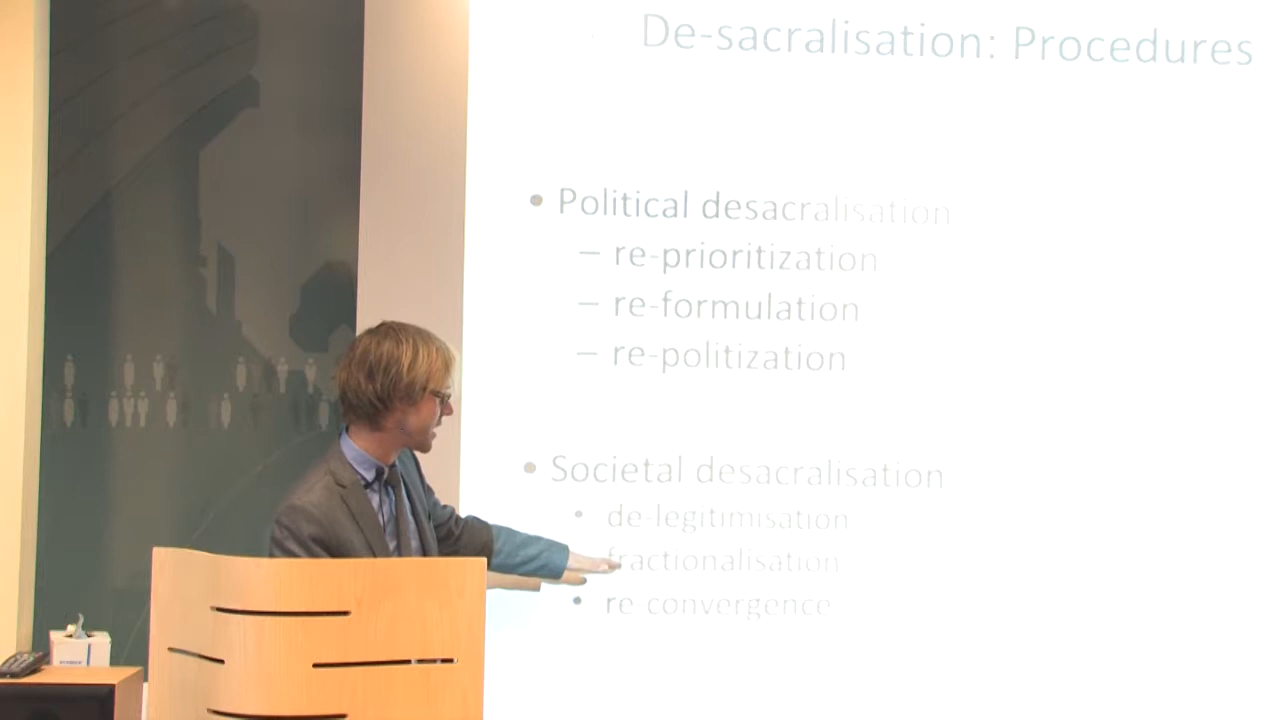 De-sacralisation: Procedures
• Political desacralisation
– re-prioritization
– re-formulation
– re-politization
• Societal desacralisation
• de-legitimisation
fractionalisation
• re convergence